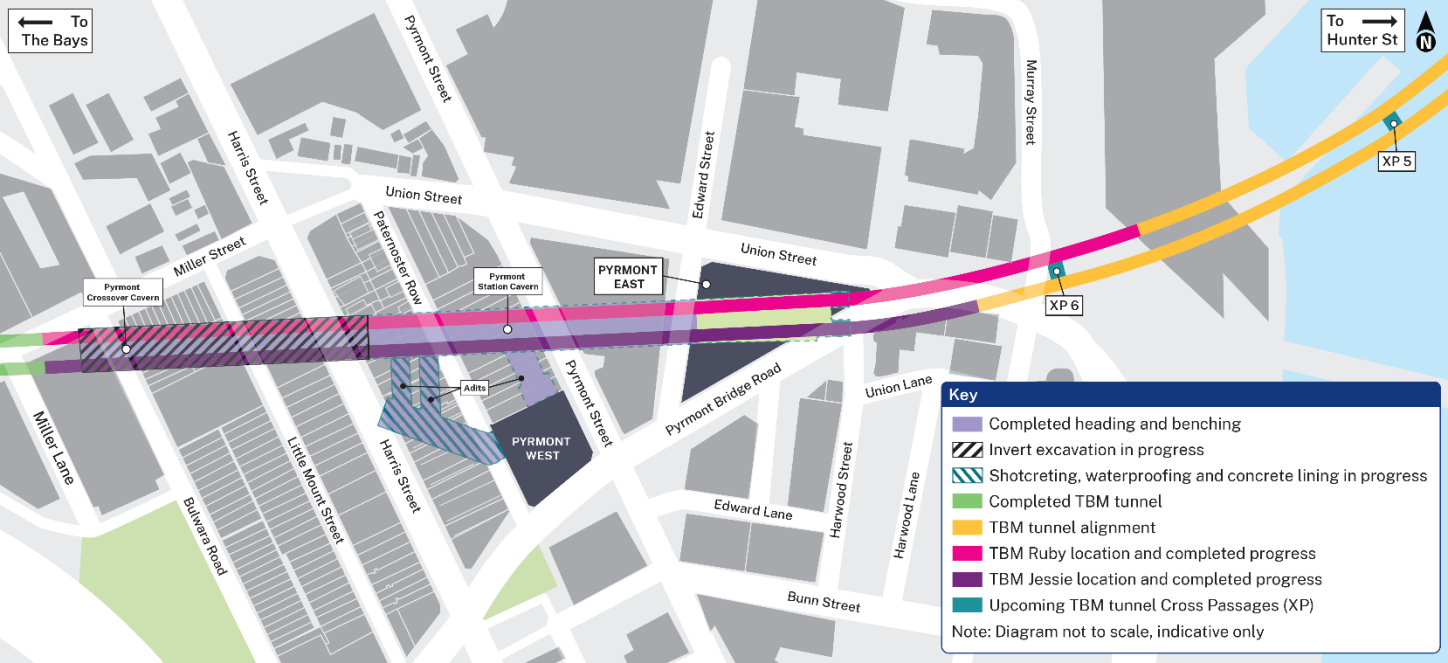 To
The Bays
To
Hunter St
N
Pyrmont Street
Harris Street
Murray Street
Edward Street
XP 5
Union Street
Paternoster Row
Miller Street
Union Street
PYRMONT
EAST
Pyrmont
Station Cavern
Pyrmont
Crossover Cavern
XP 6
Adits
Pyrmont Street
Pyrmont Bridge Road
Union Lane
PYRMONT
WEST
Miller Lane
Little Mount Street
Harris Street
Bulwara Road
Harwood Street
Harwood Lane
Edward Lane
Bunn Street
Key
Completed heading and benching
Invert excavation in progress
Shotcreting, waterproofing and concrete lining in progress
Completed TBM tunnel
TBM tunnel alignment
TBM Ruby location and completed progress
TBM Jessie location and completed progress
Upcoming TBM tunnel Cross Passages (XP)
Note: Diagram not to scale, indicative only